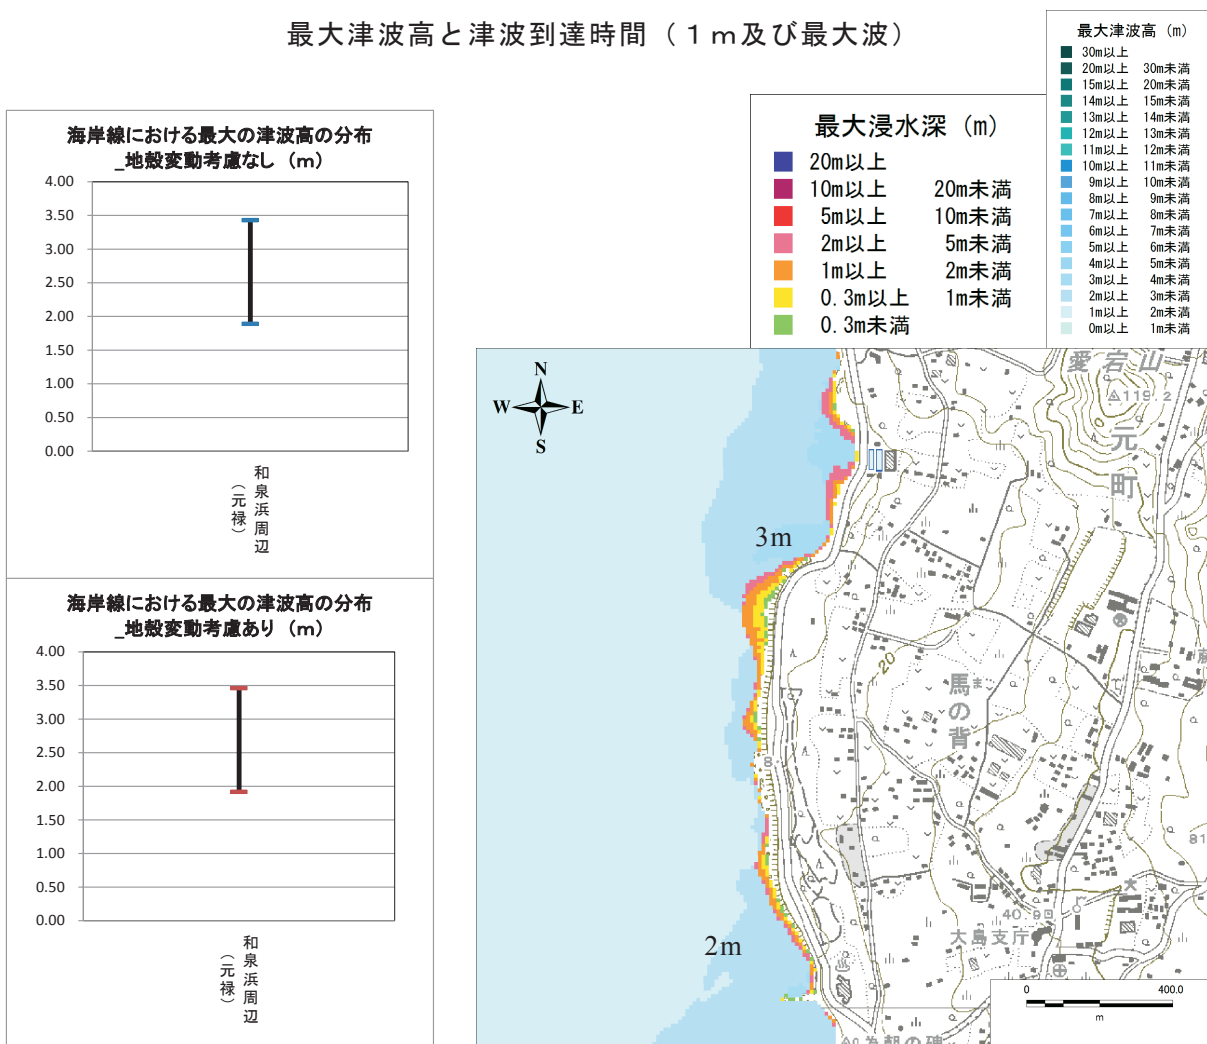 最大津波高と津波到達時間（１ｍ及び最大波）
最大津波高（m）
30m以上
20m以上 30m未満
15m以上 20m未満
14m以上 15m未満
13m以上 14m未満
12m以上 13m未満
11m以上 12m未満
10m以上 11m未満
9m以上 10m未満
8m以上 9m未満
7m以上 8m未満
6m以上 7m未満
5m以上 6m未満
4m以上 5m未満
3m以上 4m未満
2m以上 3m未満
1m以上 2m未満
0m以上 1m未満
最大浸水深（m）
20m以上
10m以上 20m未満
5m以上 10m未満
2m以上 5m未満
1m以上 2m未満
0.3m以上 1m未満
0.3m未満
海岸線における最大の津波高の分布
_地殻変動考慮なし（m）
4.00
3.50
3.00
2.50
2.00
1.50
1.00
0.50
0.00
和泉浜周辺
（元禄）
海岸線における最大の津波高の分布
_地殻変動考慮あり（m）
4.00
3.50
3.00
2.50
2.00
1.50
1.00
0.50
0.00
和泉浜周辺
（元禄）
N
W E
S
愛宕山
119.2
元町
3m
20
馬の背
ま
8
81
40.9
大島支庁
2m
為朝の碑
0 400.0
m